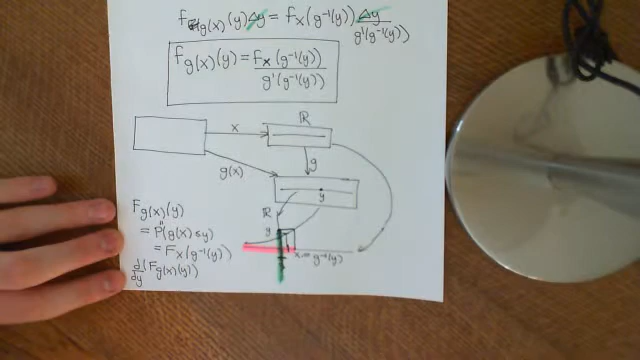 f_g(x)(y) Δy = f_x(g⁻¹(y)) Δy / g'(g⁻¹(y))
f_g(x)(y) = f_x(g⁻¹(y)) / g'(g⁻¹(y))
ℝ
x
g
g(x)
y
ℝ
y
x = g⁻¹(y)
F_g(x)(y)
= P(g(x) ≤ y)
= F_x(g⁻¹(y))
d/dy (F_g(x)(y))